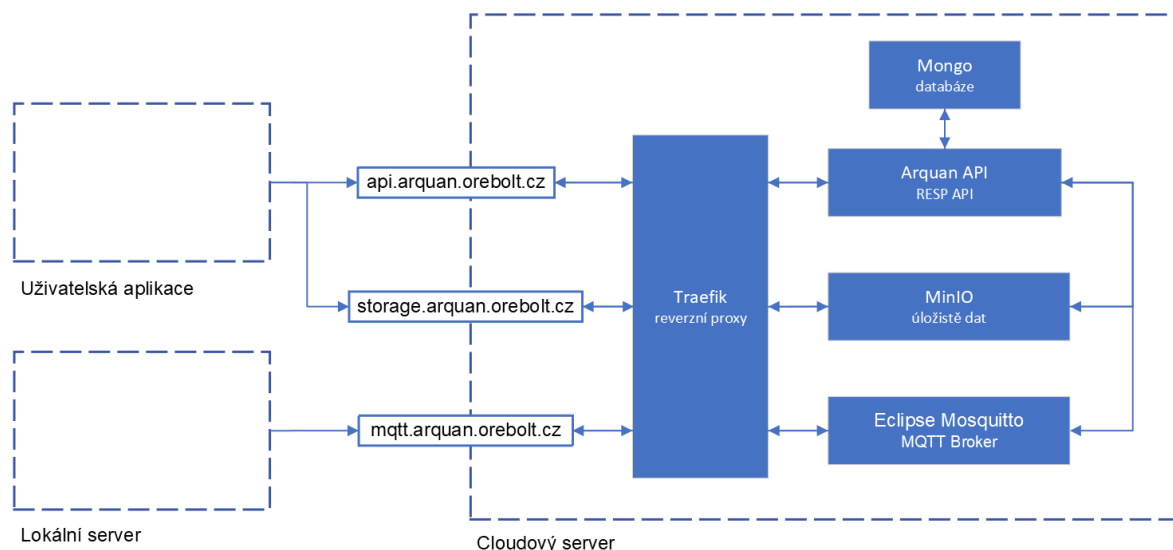 Mongo
databáze
api.arquan.orebolt.cz
Arquan API
RESP API
Uživatelská aplikace
storage.arquan.orebolt.cz
Traefik
reverzní proxy
MinIO
úložistě dat
mqtt.arquan.orebolt.cz
Eclipse Mosquitto
MQTT Broker
Lokální server
Cloudový server